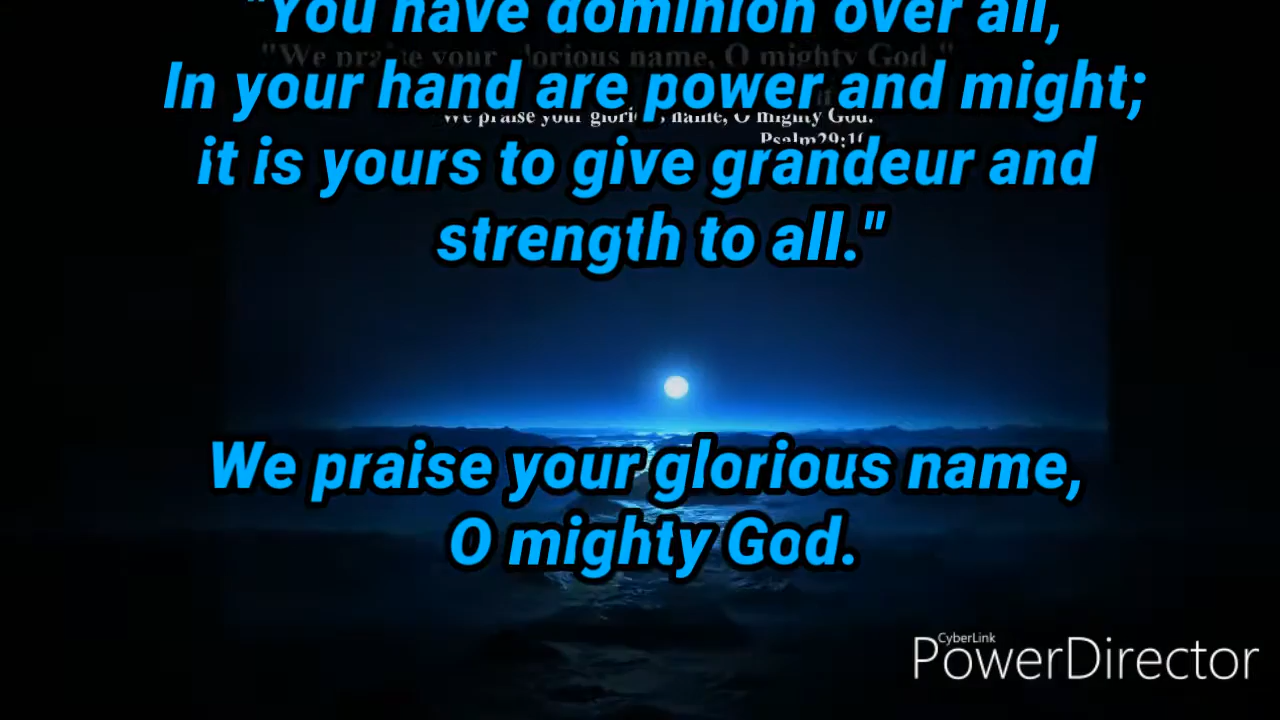 "You have dominion over all,
"We praise your glorious name, O mighty God."
In your hand are power and might;
We praise your glorious name, O mighty God.
Psalm29:1
it is yours to give grandeur and
strength to all."
We praise your glorious name,
O mighty God.
CyberLink
PowerDirector